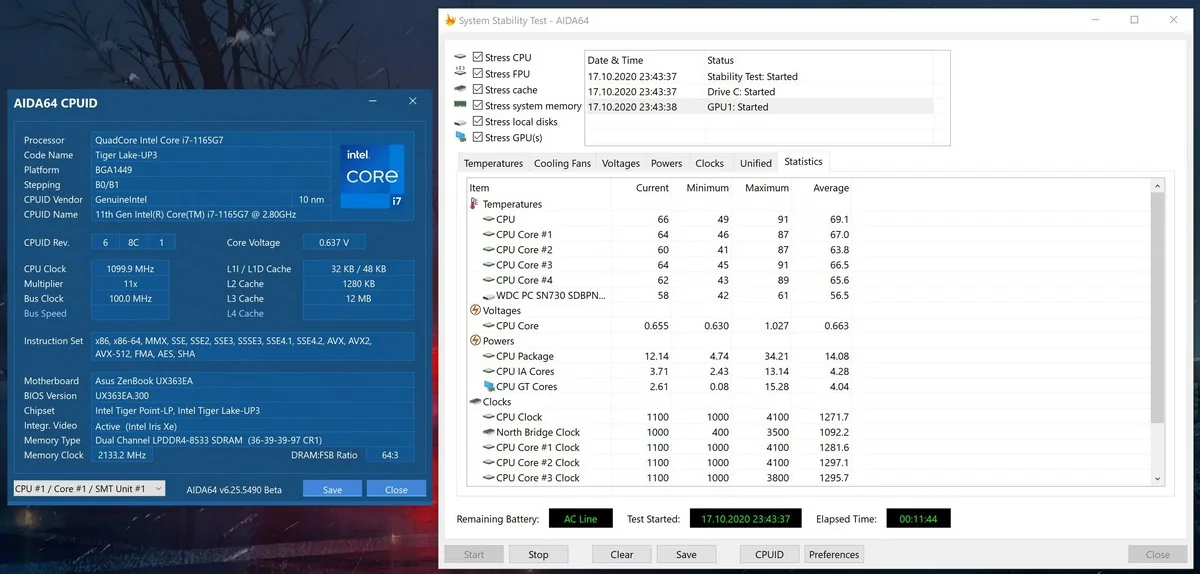 AIDA64 CPUID
Processor QuadCore Intel Core i7-1165G7
Code Name Tiger Lake-UP3
Platform BGA1449
Stepping B0/B1
CPUID Vendor GenuineIntel 10 nm
CPUID Name 11th Gen Intel(R) Core(TM) i7-1165G7 @ 2.80GHz
intel.
CORE
i7
CPUID Rev. 6 8C 1 Core Voltage 0.637 V
CPU Clock 1099.9 MHz L1I / L1D Cache 32 KB / 48 KB
Multiplier 11x L2 Cache 1280 KB
Bus Clock 100.0 MHz L3 Cache 12 MB
Bus Speed L4 Cache
Instruction Set x86, x86-64, MMX, SSE, SSE2, SSE3, SSSE3, SSE4.1, SSE4.2, AVX, AVX2,
AVX-512, FMA, AES, SHA
Motherboard Asus ZenBook UX363EA
BIOS Version UX363EA.300
Chipset Intel Tiger Point-LP, Intel Tiger Lake-UP3
Integr. Video Active (Intel Iris Xe)
Memory Type Dual Channel LPDDR4-8533 SDRAM (36-39-39-97 CR1)
Memory Clock 2133.2 MHz DRAM:FSB Ratio 64:3
CPU #1 / Core #1 / SMT Unit #1 AIDA64 v6.25.5490 Beta Save Close
System Stability Test - AIDA64
Stress CPU
Stress FPU
Stress cache
Stress system memory
Stress local disks
Stress GPU(s)
Date & Time Status
17.10.2020 23:43:37 Stability Test: Started
17.10.2020 23:43:37 Drive C: Started
17.10.2020 23:43:38 GPU1: Started
Temperatures Cooling Fans Voltages Powers Clocks Unified Statistics
Item Current Minimum Maximum Average
Temperatures
CPU 66 49 91 69.1
CPU Core #1 64 46 87 67.0
CPU Core #2 60 41 87 63.8
CPU Core #3 64 45 91 66.5
CPU Core #4 62 43 89 65.6
WDC PC SN730 SDBPN... 58 42 61 56.5
Voltages
CPU Core 0.655 0.630 1.027 0.663
Powers
CPU Package 12.14 4.74 34.21 14.08
CPU IA Cores 3.71 2.43 13.14 4.28
CPU GT Cores 2.61 0.08 15.28 4.04
Clocks
CPU Clock 1100 1000 4100 1271.7
North Bridge Clock 1000 400 3500 1092.2
CPU Core #1 Clock 1100 1000 4100 1281.6
CPU Core #2 Clock 1100 1000 4100 1297.1
CPU Core #3 Clock 1100 1000 3800 1295.7
Remaining Battery: AC Line Test Started: 17.10.2020 23:43:37 Elapsed Time: 00:11:44
Start Stop Clear Save CPUID Preferences Close